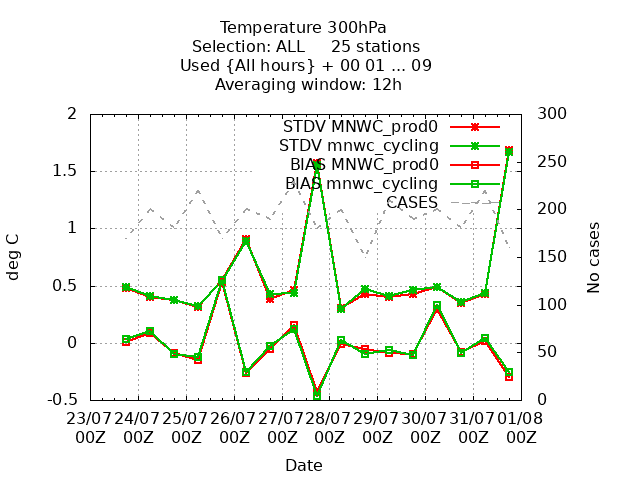 Temperature 300hPa
Selection: ALL     25 stations
Used {All hours} + 00 01 ... 09
Averaging window: 12h
STDV MNWC_prod0
STDV mnwc_cycling
BIAS MNWC_prod0
BIAS mnwc_cycling
CASES
2
1.5
1
0.5
0
-0.5
deg C
300
250
200
150
100
50
0
No cases
23/07 24/07 25/07 26/07 27/07 28/07 29/07 30/07 31/07 01/08
00Z 00Z 00Z 00Z 00Z 00Z 00Z 00Z 00Z 00Z
Date